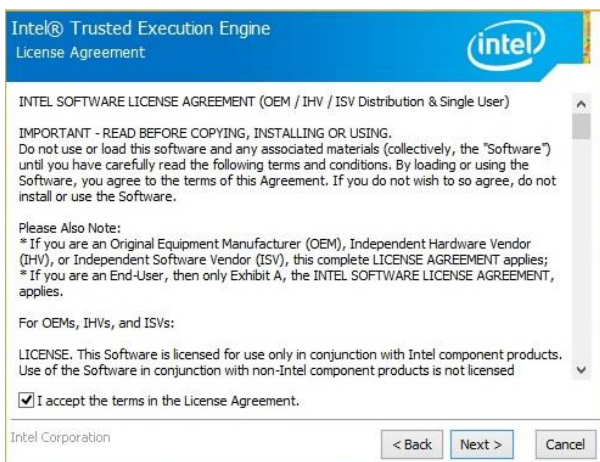 Intel® Trusted Execution Engine
License Agreement
intel
INTEL SOFTWARE LICENSE AGREEMENT (OEM / IHV / ISV Distribution & Single User)
IMPORTANT - READ BEFORE COPYING, INSTALLING OR USING.
Do not use or load this software and any associated materials (collectively, the "Software")
until you have carefully read the following terms and conditions. By loading or using the
Software, you agree to the terms of this Agreement. If you do not wish to so agree, do not
install or use the Software.
Please Also Note:
* If you are an Original Equipment Manufacturer (OEM), Independent Hardware Vendor
(IHV), or Independent Software Vendor (ISV), this complete LICENSE AGREEMENT applies;
* If you are an End-User, then only Exhibit A, the INTEL SOFTWARE LICENSE AGREEMENT,
applies.
For OEMs, IHVs, and ISVs:
LICENSE. This Software is licensed for use only in conjunction with Intel component products.
Use of the Software in conjunction with non-Intel component products is not licensed
I accept the terms in the License Agreement.
Intel Corporation
< Back Next > Cancel